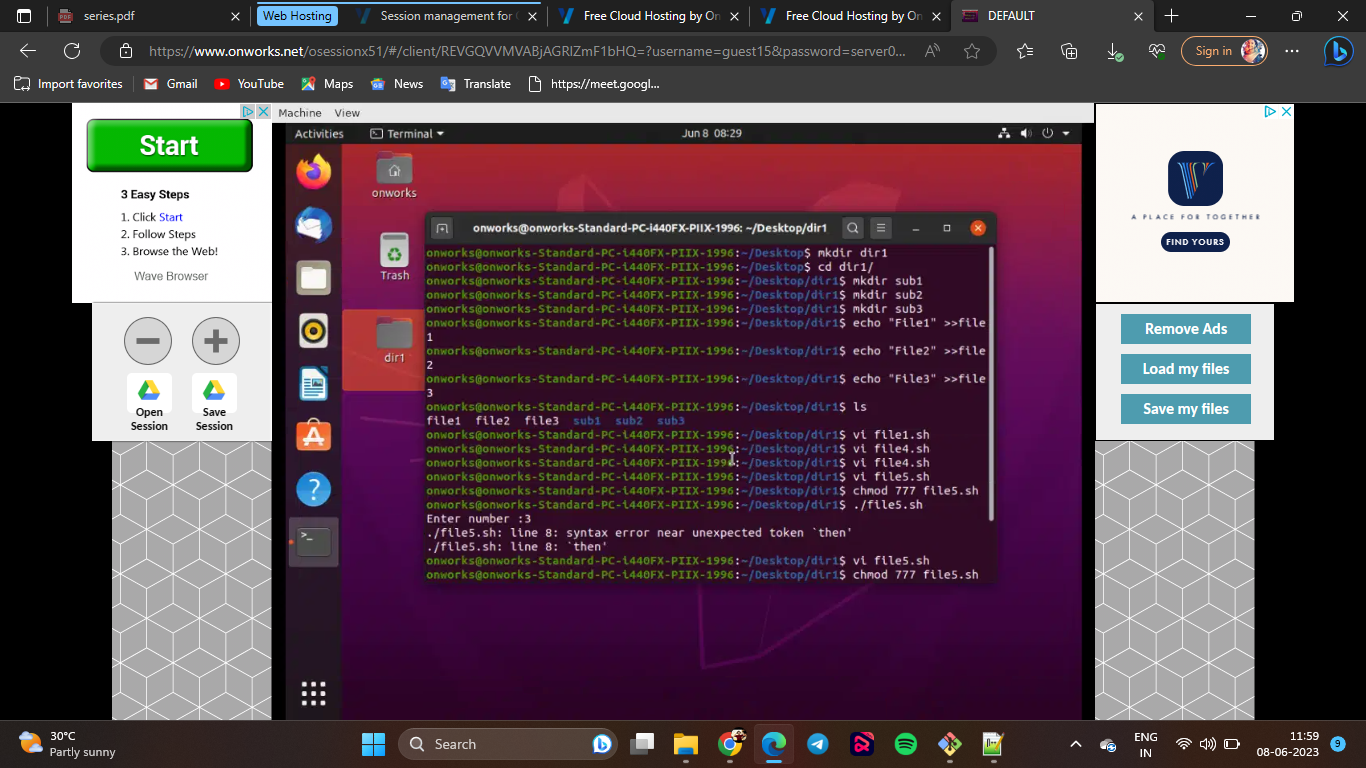 series.pdf
Web Hosting
Session management for
Free Cloud Hosting by On
Free Cloud Hosting by On
DEFAULT
https://www.onworks.net/osessionx51/#/client/REVGQVVMVABjAGRIZmF1bHQ=?username=guest15&password=server0...
Sign in
Import favorites
Gmail
YouTube
Maps
News
Translate
https://meet.googl...
Start
3 Easy Steps
1. Click Start
2. Follow Steps
3. Browse the Web!
Wave Browser
Open Session
Save Session
Machine View
Activities
Terminal
Jun 8 08:29
onworks
Trash
dir1
onworks@onworks-Standard-PC-i440FX-PIIX-1996: ~/Desktop/dir1
onworks@onworks-Standard-PC-i440FX-PIIX-1996:~/Desktop$ mkdir dir1
onworks@onworks-Standard-PC-i440FX-PIIX-1996:~/Desktop$ cd dir1/
onworks@onworks-Standard-PC-i440FX-PIIX-1996:~/Desktop/dir1$ mkdir sub1
onworks@onworks-Standard-PC-i440FX-PIIX-1996:~/Desktop/dir1$ mkdir sub2
onworks@onworks-Standard-PC-i440FX-PIIX-1996:~/Desktop/dir1$ mkdir sub3
onworks@onworks-Standard-PC-i440FX-PIIX-1996:~/Desktop/dir1$ echo "File1" >>file
1
onworks@onworks-Standard-PC-i440FX-PIIX-1996:~/Desktop/dir1$ echo "File2" >>file
2
onworks@onworks-Standard-PC-i440FX-PIIX-1996:~/Desktop/dir1$ echo "File3" >>file
3
onworks@onworks-Standard-PC-i440FX-PIIX-1996:~/Desktop/dir1$ ls
file1 file2 file3 sub1 sub2 sub3
onworks@onworks-Standard-PC-i440FX-PIIX-1996:~/Desktop/dir1$ vi file1.sh
onworks@onworks-Standard-PC-i440FX-PIIX-1996:~/Desktop/dir1$ vi file4.sh
onworks@onworks-Standard-PC-i440FX-PIIX-1996:~/Desktop/dir1$ vi file4.sh
onworks@onworks-Standard-PC-i440FX-PIIX-1996:~/Desktop/dir1$ vi file5.sh
onworks@onworks-Standard-PC-i440FX-PIIX-1996:~/Desktop/dir1$ chmod 777 file5.sh
onworks@onworks-Standard-PC-i440FX-PIIX-1996:~/Desktop/dir1$ ./file5.sh
Enter number :3
./file5.sh: line 8: syntax error near unexpected token `then'
./file5.sh: line 8: `then'
onworks@onworks-Standard-PC-i440FX-PIIX-1996:~/Desktop/dir1$ vi file5.sh
onworks@onworks-Standard-PC-i440FX-PIIX-1996:~/Desktop/dir1$ chmod 777 file5.sh
A PLACE FOR TOGETHER
FIND YOURS
Remove Ads
Load my files
Save my files
30°C
Partly sunny
Search
ENG
IN
11:59
08-06-2023
9